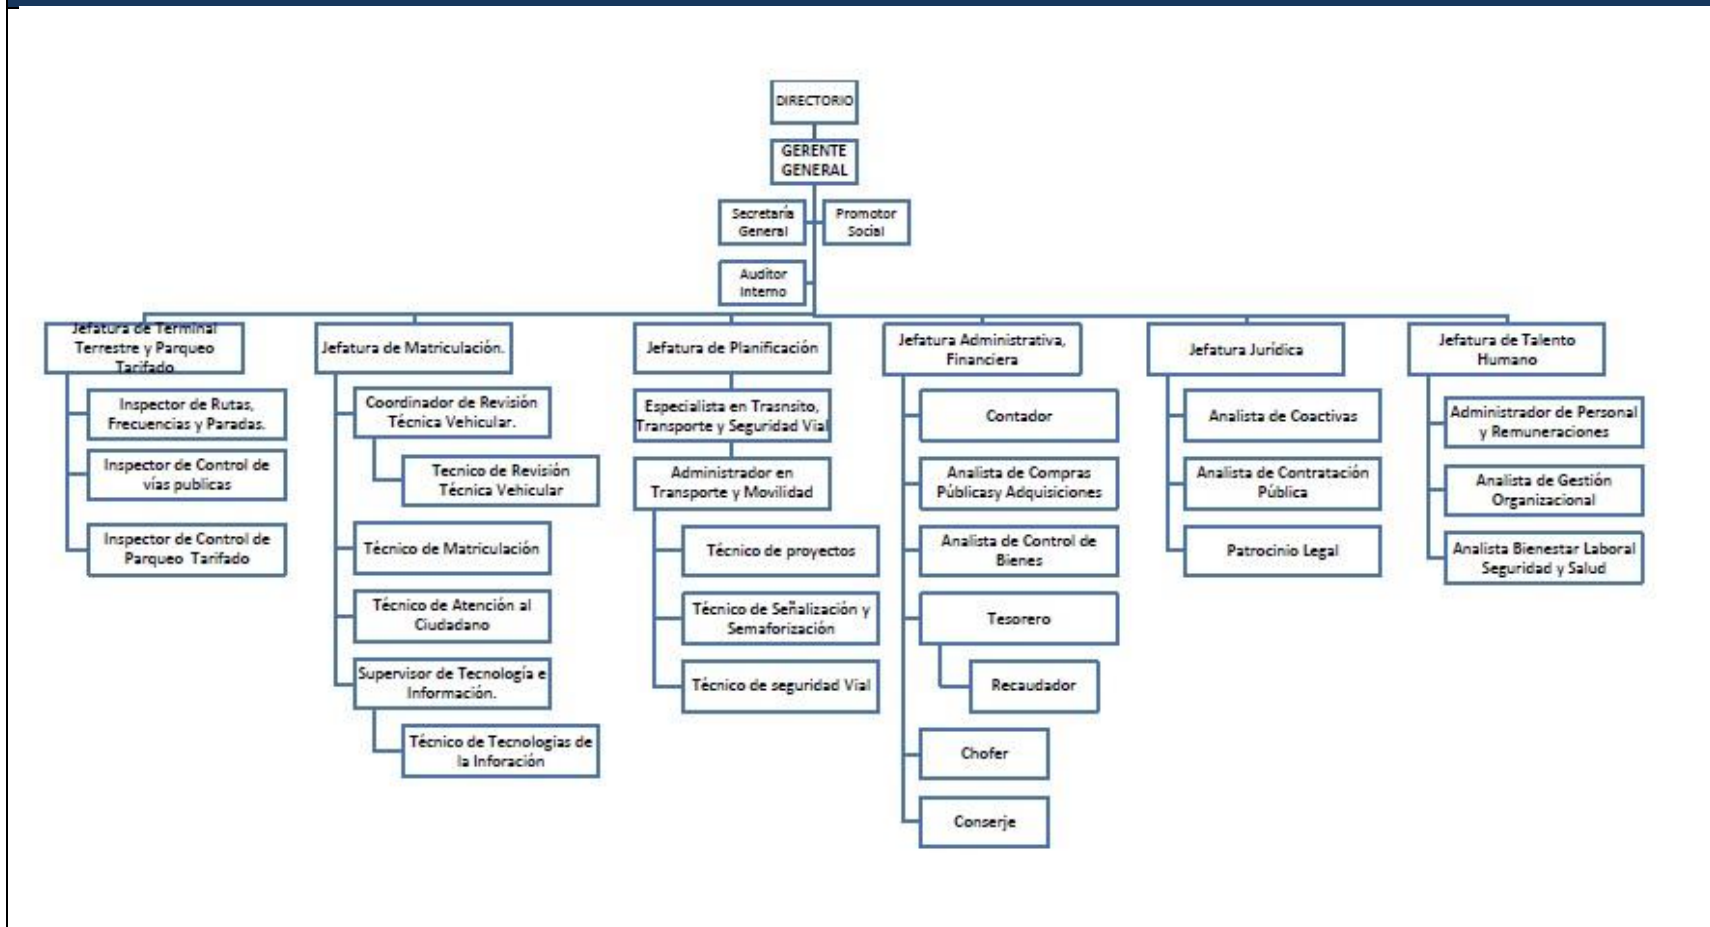 DIRECTORIO
GERENTE
GENERAL
Secretaría
General
Promotor
Social
Auditor
Interno
Jefatura de Terminal
Terrestre y Parqueo
Tarifado
Inspector de Rutas,
Frecuencias y Paradas.
Inspector de Control de
vías publicas
Inspector de Control de
Parqueo Tarifado
Jefatura de Matriculación.
Coordinador de Revisión
Técnica Vehicular.
Tecnico de Revisión
Técnica Vehicular
Técnico de Matriculación
Técnico de Atención al
Ciudadano
Supervisor de Tecnología e
Información.
Técnico de Tecnologias de
la Inforación
Jefatura de Planificación
Especialista en Trasnsito,
Transporte y Seguridad Vial
Administrador en
Transporte y Movilidad
Técnico de proyectos
Técnico de Señalización y
Semaforización
Técnico de seguridad Vial
Jefatura Administrativa,
Financiera
Contador
Analista de Compras
Públicasy Adquisiciones
Analista de Control de
Bienes
Tesorero
Recaudador
Chofer
Conserje
Jefatura Jurídica
Analista de Coactivas
Analista de Contratación
Pública
Patrocinio Legal
Jefatura de Talento
Humano
Administrador de Personal
y Remuneraciones
Analista de Gestión
Organizacional
Analista Bienestar Laboral
Seguridad y Salud